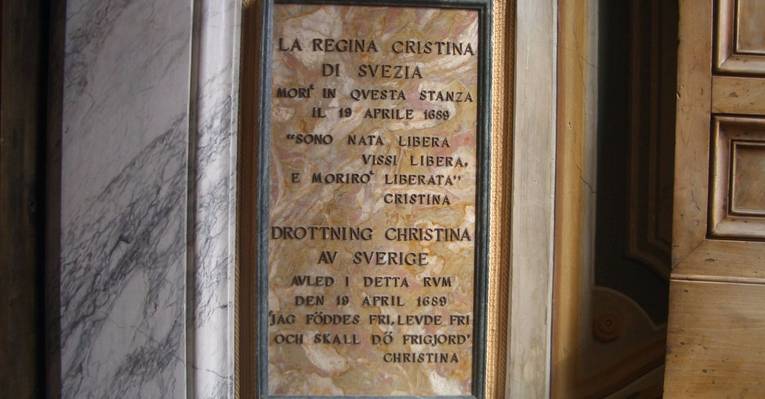 LA REGINA CRISTINA
DI SVEZIA
MORI` IN QVESTA STANZA
IL 19 APRILE 1689
"SONO NATA LIBERA
VISSI LIBERA,
E MORIRO` LIBERATA"
CRISTINA
DROTTNING CHRISTINA
AV SVERIGE
AVLED I DETTA RVM
DEN 19 APRIL 1689
'JAG FÖDDES FRI, LEVDE FRI
OCH SKALL DÖ FRIGJORD'
CHRISTINA